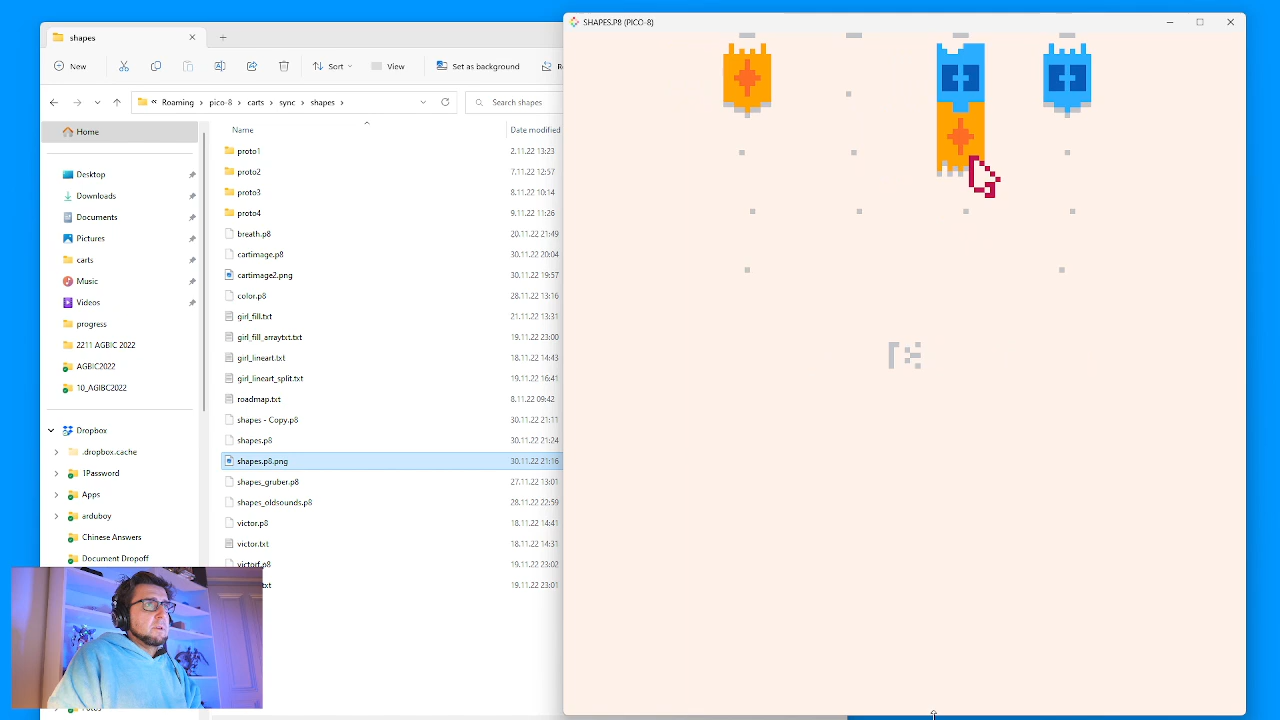 shapes
SHAPES.P8 (PICO-8)
New
Sort
View
Set as background
Roaming > pico-8 > carts > sync > shapes >
Search shapes
Home
Name
Date modified
proto1 2.11.22 13:23
Desktop
proto2 7.11.22 12:57
Downloads
proto3 8.11.22 10:14
Documents
proto4 9.11.22 11:26
Pictures
breath.p8 20.11.22 21:49
carts
cartimage.p8 30.11.22 20:04
Music
cartimage2.png 30.11.22 19:57
Videos
color.p8 28.11.22 13:16
progress
girl_fill.txt 21.11.22 13:31
2211 AGBIC 2022
girl_fill_arraytxt.txt 19.11.22 23:00
AGBIC2022
girl_lineart.txt 18.11.22 14:43
10_AGIBC2022
girl_lineart_split.txt 19.11.22 16:41
roadmap.txt 8.11.22 09:42
shapes - Copy.p8 30.11.22 21:11
Dropbox
shapes.p8 30.11.22 21:24
.dropbox.cache
shapes.p8.png 30.11.22 21:16
1Password
shapes_gruber.p8 27.11.22 13:01
Apps
shapes_oldsounds.p8 28.11.22 22:59
arduboy
victor.p8 18.11.22 14:41
Chinese Answers
victor.txt 18.11.22 14:31
Document Dropoff
19.11.22 23:02
19.11.22 23:01